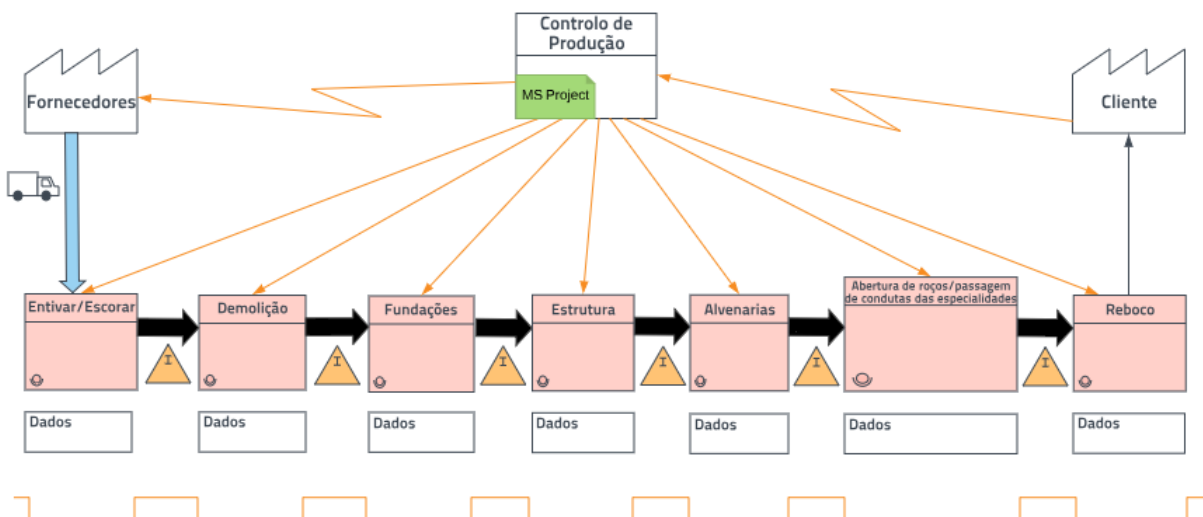 Controlo de
Produção
MS Project
Fornecedores
Cliente
Entivar/Escorar
Demolição
Fundações
Estrutura
Alvenarias
Abertura de roços/passagem
de condutas das especialidades
Reboco
I
I
I
I
I
I
Dados
Dados
Dados
Dados
Dados
Dados
Dados